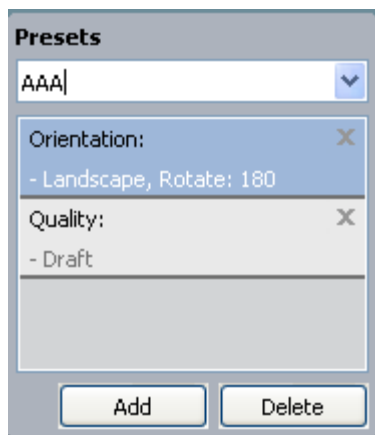 Presets
AAA
Orientation:
- Landscape, Rotate: 180
Quality:
- Draft
Add Delete